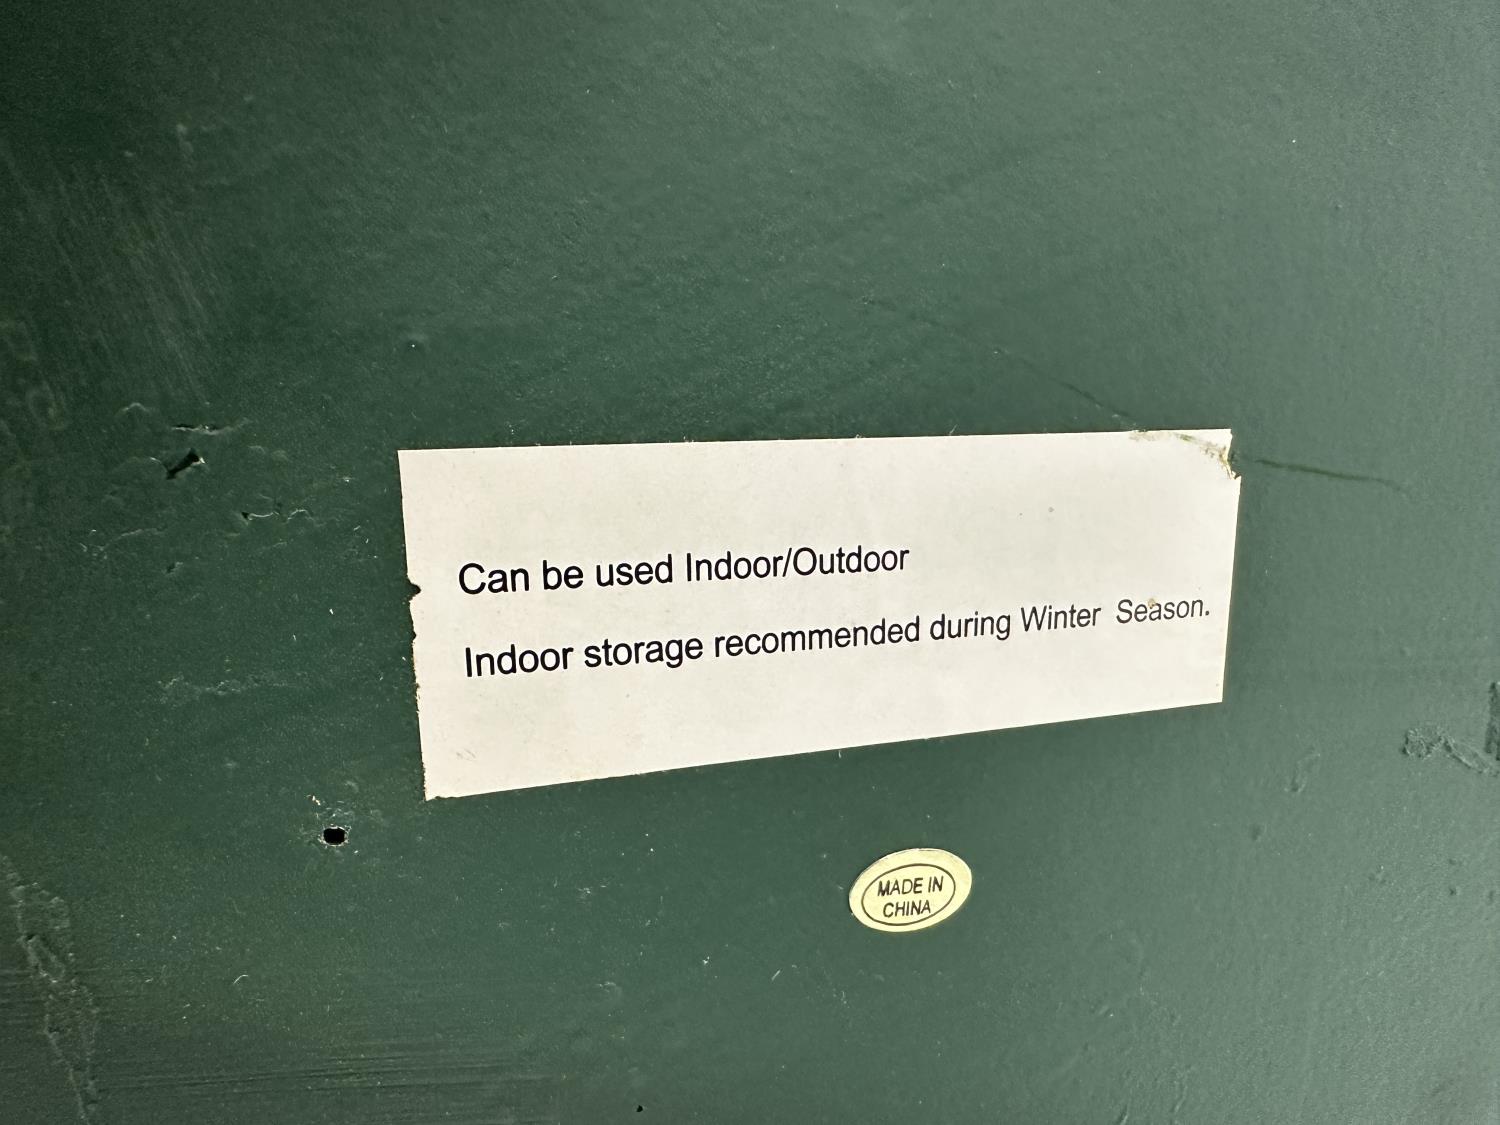 Can be used Indoor/Outdoor
Indoor storage recommended during Winter Season.
MADE IN
CHINA